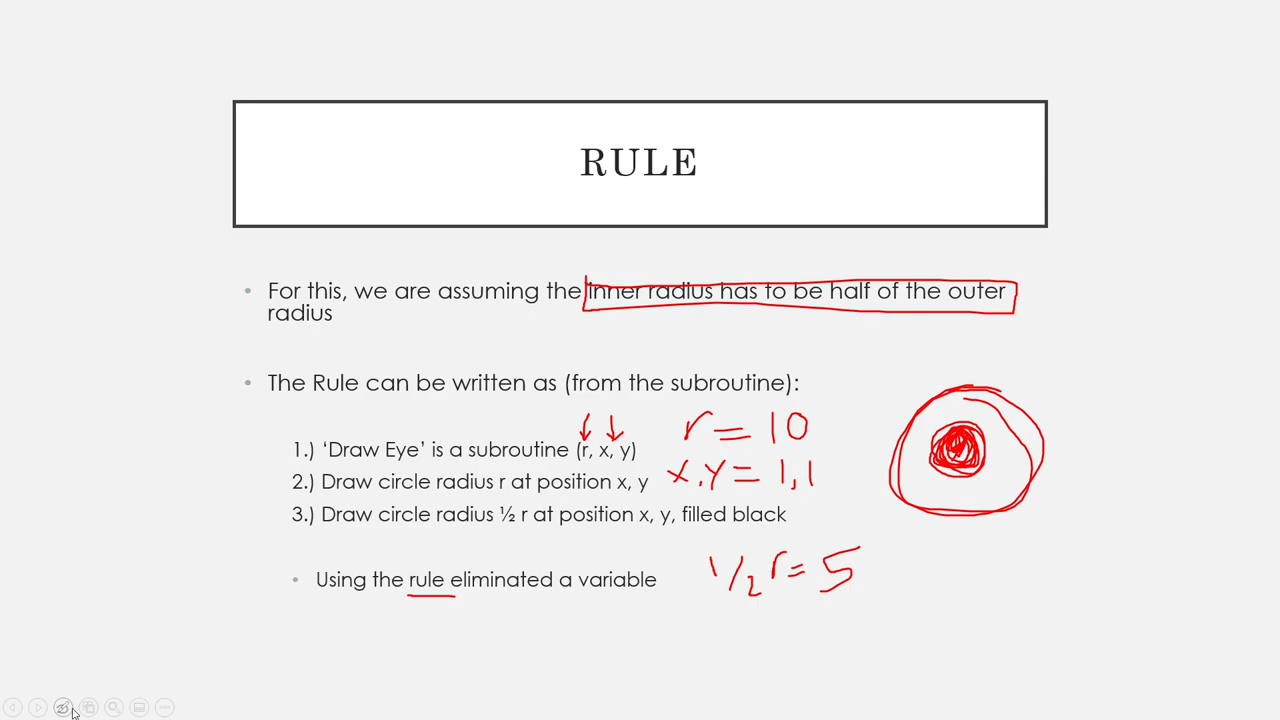 RULE
• For this, we are assuming the inner radius has to be half of the outer
radius
• The Rule can be written as (from the subroutine):
r = 10
1.) ‘Draw Eye’ is a subroutine (r, x, y)
x,y = 1,1
2.) Draw circle radius r at position x, y
3.) Draw circle radius ½ r at position x, y, filled black
• Using the rule eliminated a variable
1/2 r = 5